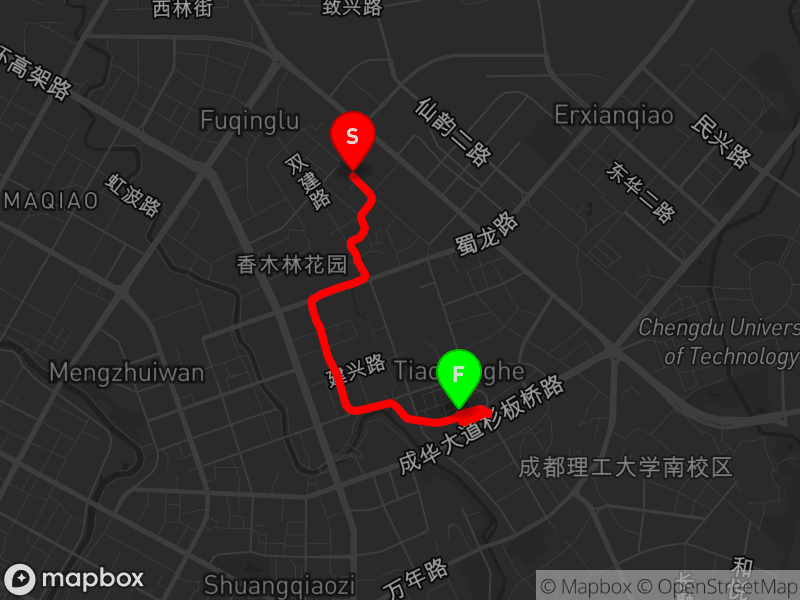 西林街
致兴路
环高架路
Fuqinglu
S
仙韵二路
Erxianqiao
民兴路
双建路
东华二路
MAQIAO
虹波路
蜀龙路
香木林花园
Chengdu Univers
of Technology
建兴路
Mengzhuiwan
F
成华大道杉板桥路
成都理工大学南校区
万年路
Shuangqiaozi
mapbox
© Mapbox © OpenStreetMap